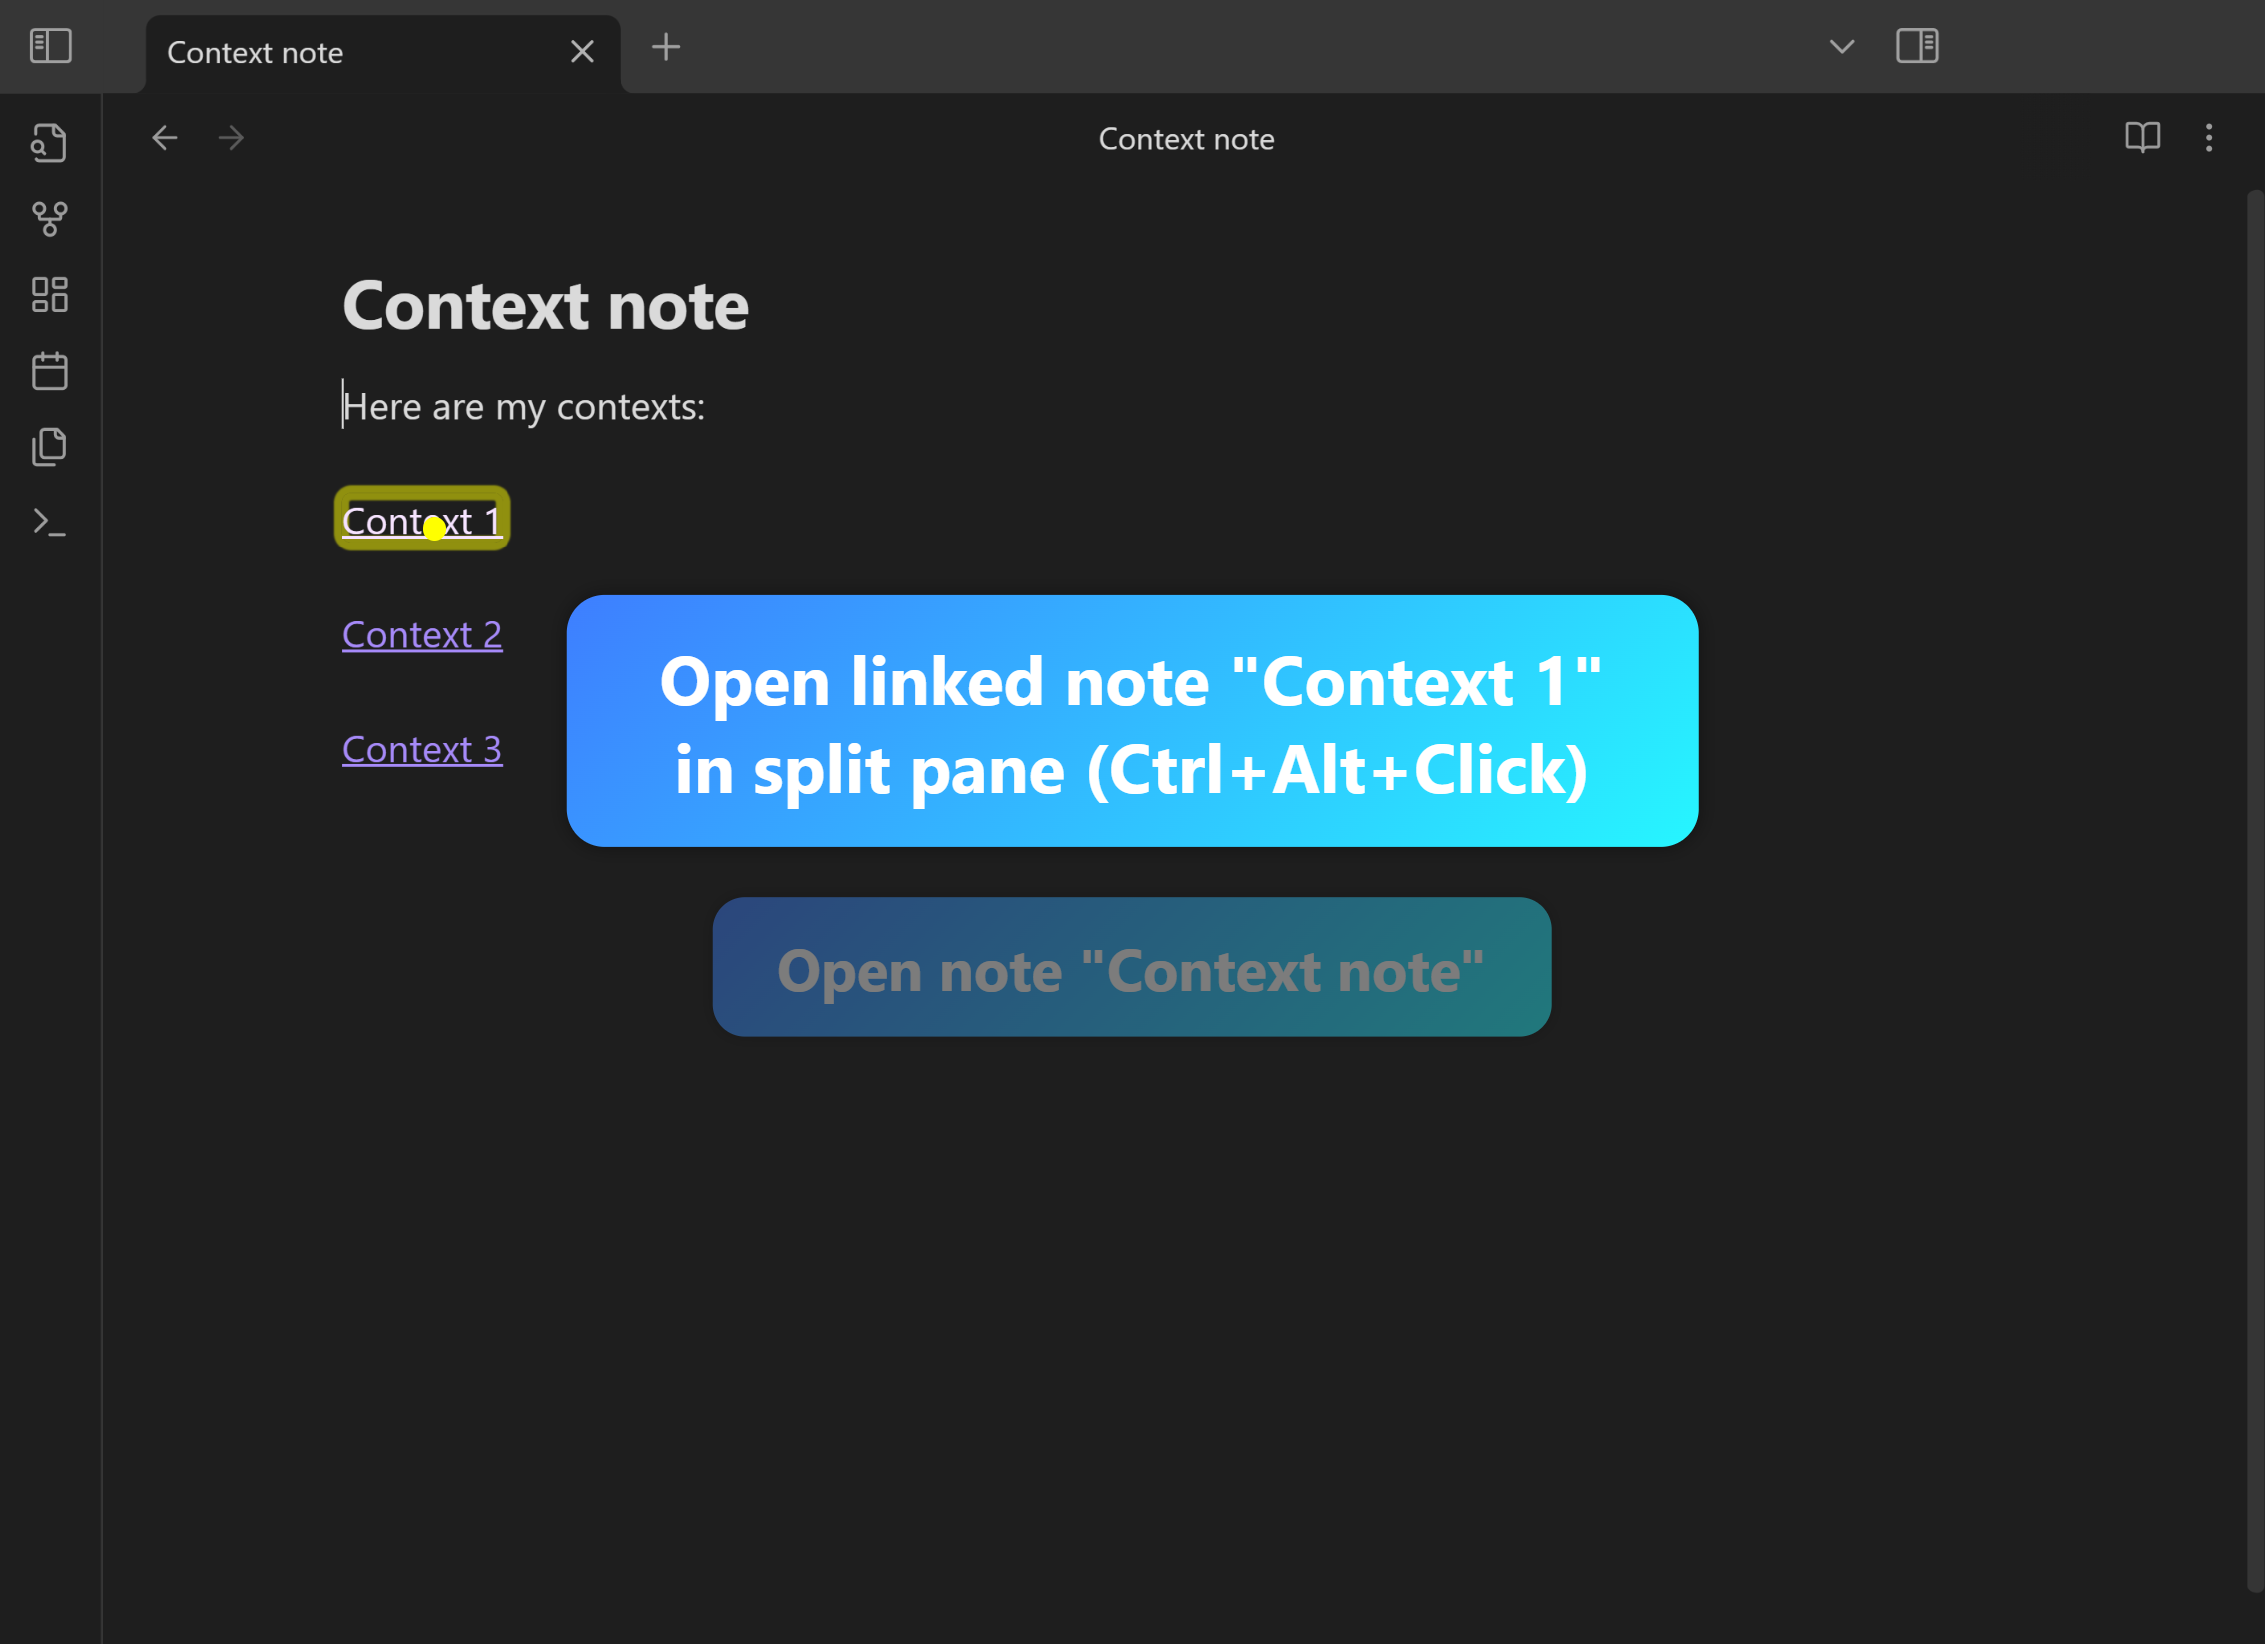 Context note
Context note
Context note
Here are my contexts:
Context 1
Context 2
Context 3
Open linked note "Context 1"
in split pane (Ctrl+Alt+Click)
Open note "Context note"